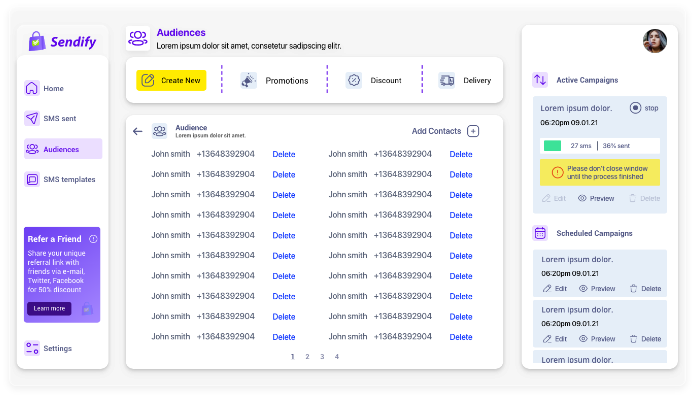 Sendify
Home
SMS sent
Audiences
SMS templates
Refer a Friend
Share your unique
referral link with
friends via e-mail,
Twitter, Facebook
for 50% discount
Learn more
Settings
Audiences
Lorem ipsum dolor sit amet, consetetur sadipscing elitr.
Create New
Promotions
Discount
Delivery
Audience
Lorem ipsum dolor sit amet.
Add Contacts
John smith +13648392904 Delete John smith +13648392904 Delete
John smith +13648392904 Delete John smith +13648392904 Delete
John smith +13648392904 Delete John smith +13648392904 Delete
John smith +13648392904 Delete John smith +13648392904 Delete
John smith +13648392904 Delete John smith +13648392904 Delete
John smith +13648392904 Delete John smith +13648392904 Delete
John smith +13648392904 Delete John smith +13648392904 Delete
John smith +13648392904 Delete John smith +13648392904 Delete
John smith +13648392904 Delete John smith +13648392904 Delete
John smith +13648392904 Delete John smith +13648392904 Delete
1 2 3 4
Active Campaigns
Lorem ipsum dolor. stop
06:20pm 09.01.21
27 sms | 36% sent
Please don't close window
until the process finished
Edit Preview Delete
Scheduled Campaigns
Lorem ipsum dolor.
06:20pm 09.01.21
Edit Preview Delete
Lorem ipsum dolor.
06:20pm 09.01.21
Edit Preview Delete
Lorem ipsum dolor.